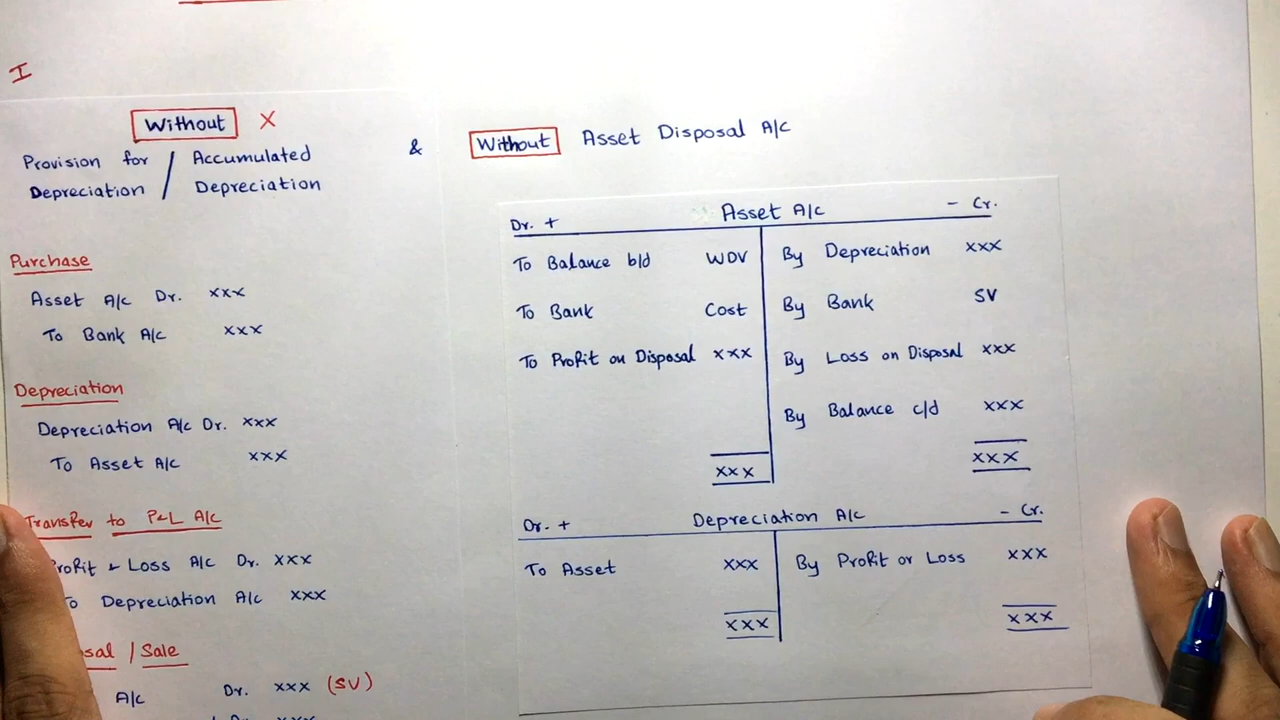 I
Without X
Provision for / Accumulated
Depreciation / Depreciation
&
Without Asset Disposal A/c
Purchase
Asset A/c Dr. xxx
To Bank A/c xxx
Depreciation
Depreciation A/c Dr. xxx
To Asset A/c xxx
Transfer to P&L A/c
Profit & Loss A/c Dr. xxx
To Depreciation A/c xxx
sal / Sale
A/c Dr. xxx (SV)
Dr. + Asset A/c - Cr.
To Balance b/d WDV By Depreciation xxx
To Bank Cost By Bank SV
To Profit on Disposal xxx By Loss on Disposal xxx
By Balance c/d xxx
xxx xxx
Dr. + Depreciation A/c - Cr.
To Asset xxx By Profit or Loss xxx
xxx xxx